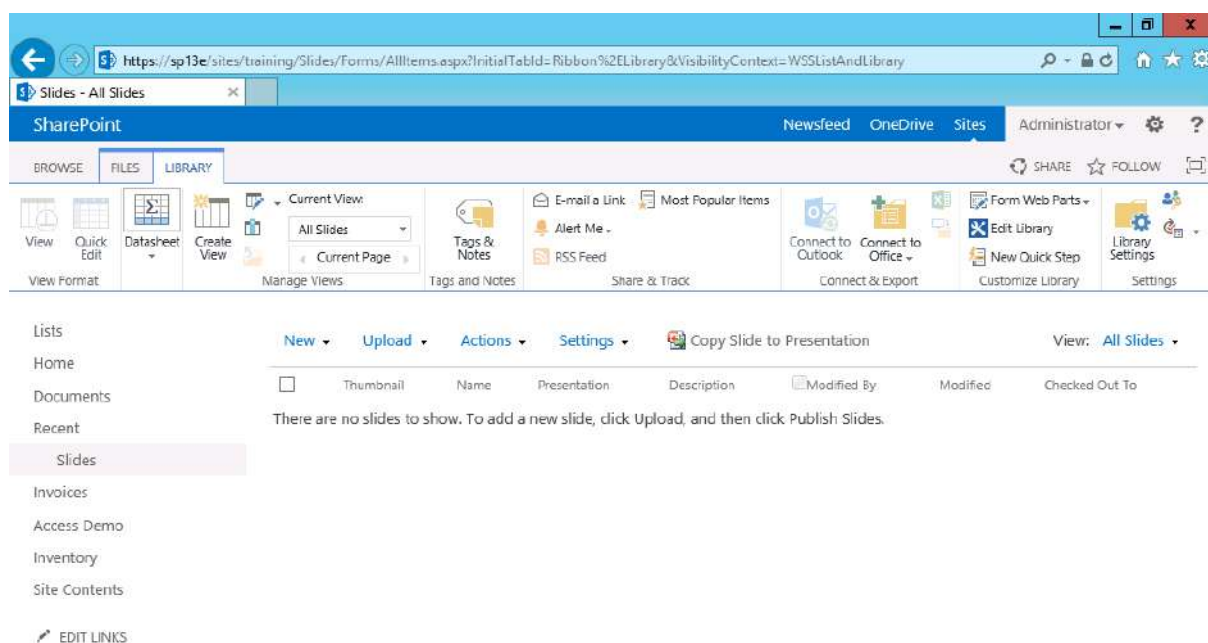 https://sp13e/sites/training/Slides/Forms/AllItems.aspx?InitialTabId=Ribbon%2ELibrary&VisibilityContext=WSSListAndLibrary
Slides - All Slides
SharePoint Newsfeed OneDrive Sites Administrator ?
BROWSE FILES LIBRARY SHARE FOLLOW
View Quick Edit Datasheet Create View
Current View:
All Slides
Current Page
Tags & Notes
E-mail a Link Most Popular Items
Alert Me
RSS Feed
Connect to Outlook Connect to Office
Form Web Parts
Edit Library
New Quick Step
Library Settings
View Format Manage Views Tags and Notes Share & Track Connect & Export Customize Library Settings
Lists
Home
Documents
Recent
Slides
Invoices
Access Demo
Inventory
Site Contents
EDIT LINKS
New Upload Actions Settings Copy Slide to Presentation View: All Slides
Thumbnail Name Presentation Description Modified By Modified Checked Out To
There are no slides to show. To add a new slide, click Upload, and then click Publish Slides.